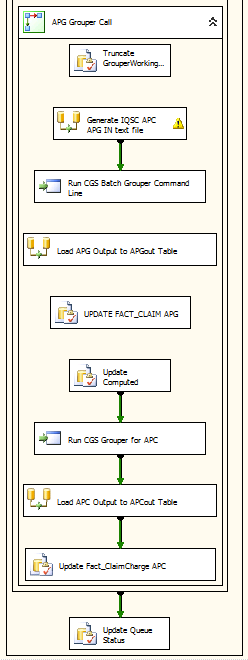 APG Grouper Call
Truncate
GrouperWorking...
Generate IQSC APC
APG IN text file
Run CGS Batch Grouper Command
Line
Load APG Output to APGout Table
UPDATE FACT_CLAIM APG
Update
Computed
Run CGS Grouper for APC
Load APC Output to APCout Table
Update Fact_ClaimCharge APC
Update Queue
Status